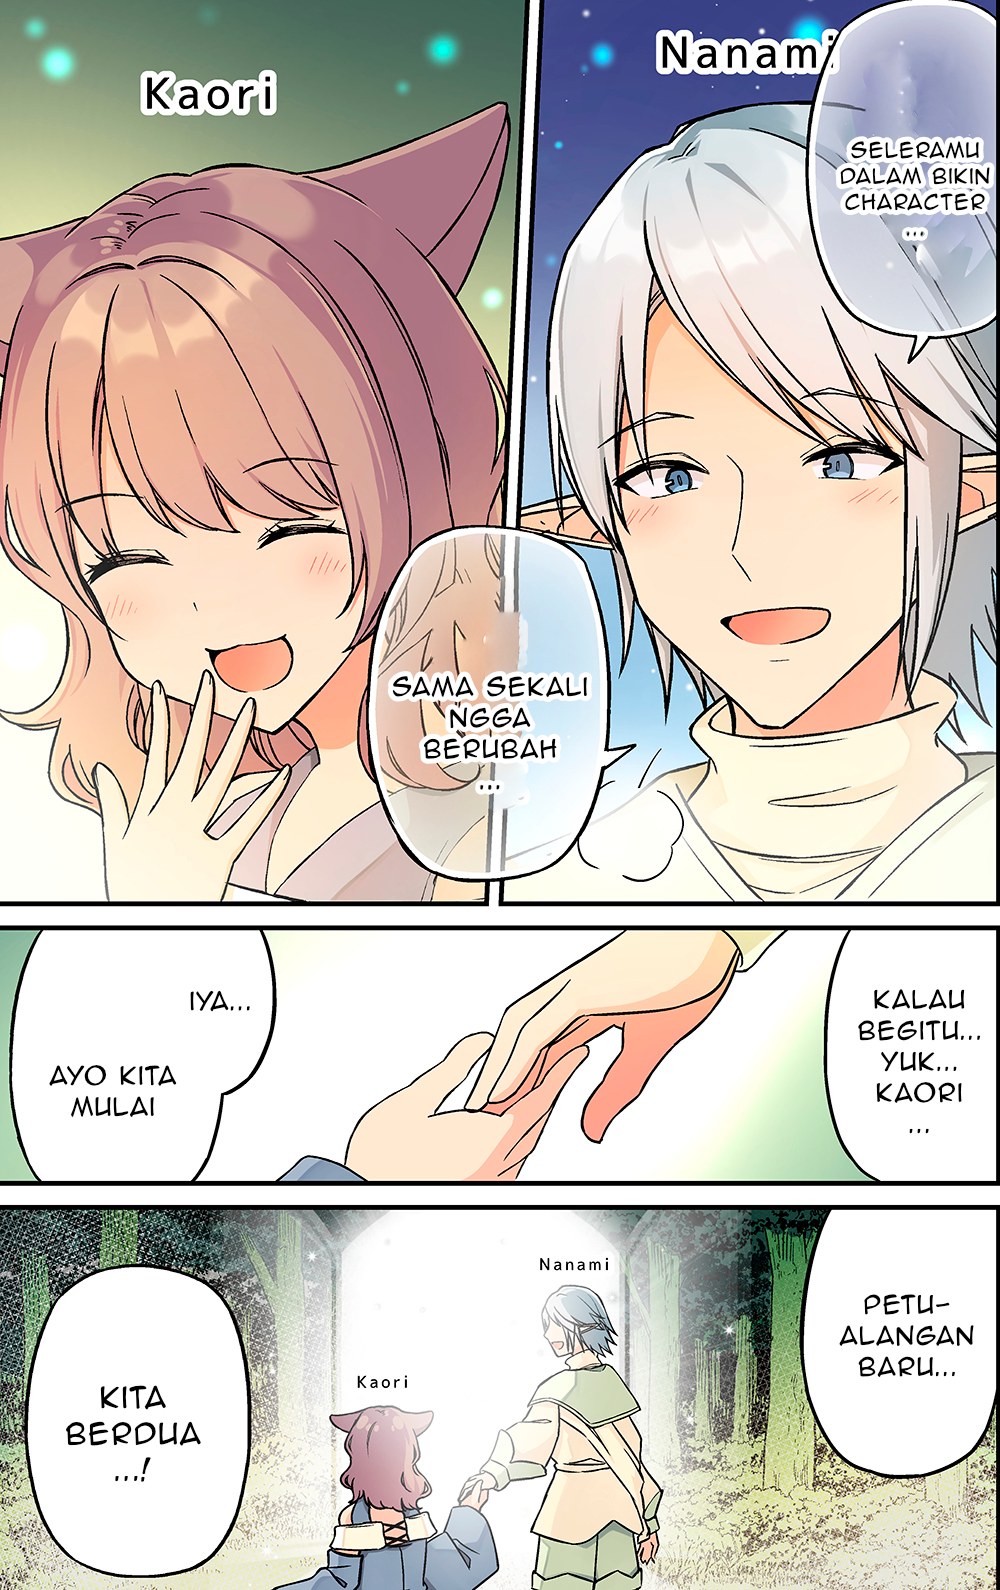 Nanami
SELERAMU
DALAM BIKIN
CHARACTER
...
Kaori
SAMA SEKALI
NGGA
BERUBAH
...
KALAU
BEGITU...
YUK...
KAORI
...
IYA...
AYO KITA
MULAI
PETU-
ALANGAN
BARU...
Nanami
Kaori
KITA
BERDUA
...!